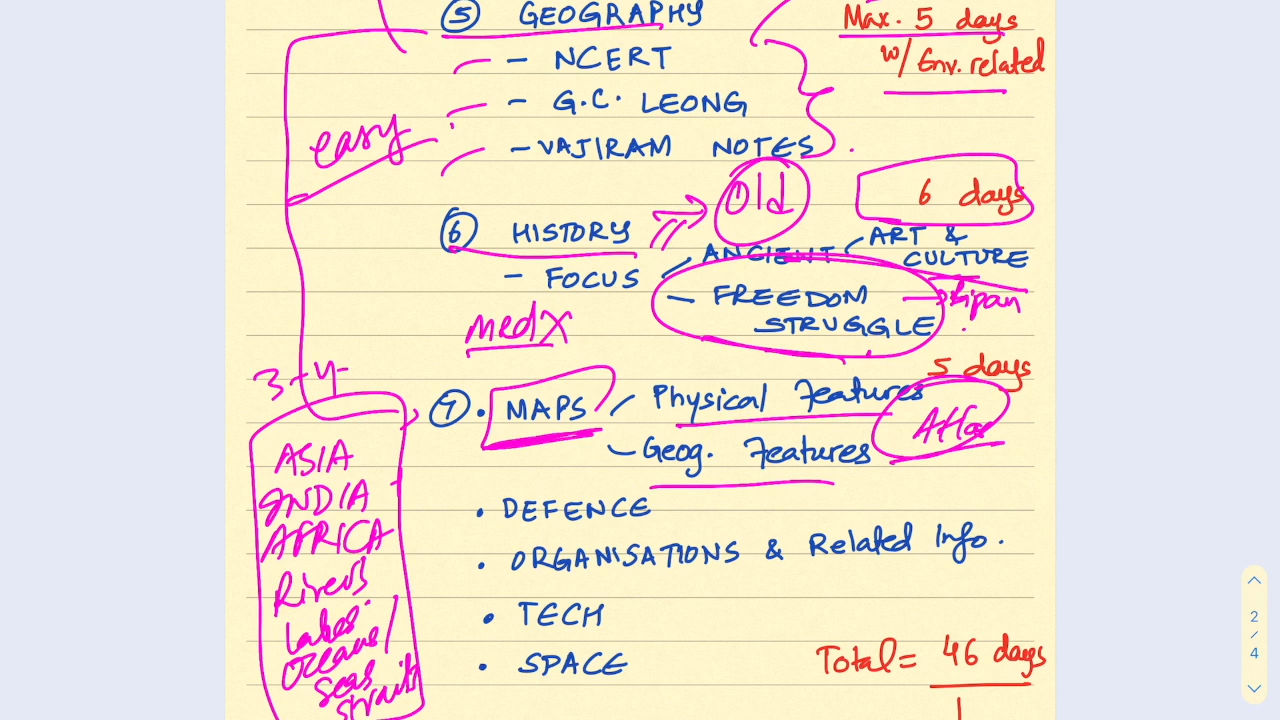 ⑤ GEOGRAPHY
Max. 5 days
w/ Env. related
- NCERT
- G.C. LEONG
- VAJIRAM NOTES
easy
Old
6 days
⑥ HISTORY
- FOCUS
ANCIENT
ART &
CULTURE
- FREEDOM
STRUGGLE
med X
5 days
3-4
⑦ . MAPS
Physical Features
Geog. Features
ASIA
INDIA
AFRICA
Rivers
Lakes
Oceans/
Seas
Straits
• DEFENCE
• ORGANISATIONS & Related Info.
• TECH
• SPACE
Total = 46 days
2
/
4